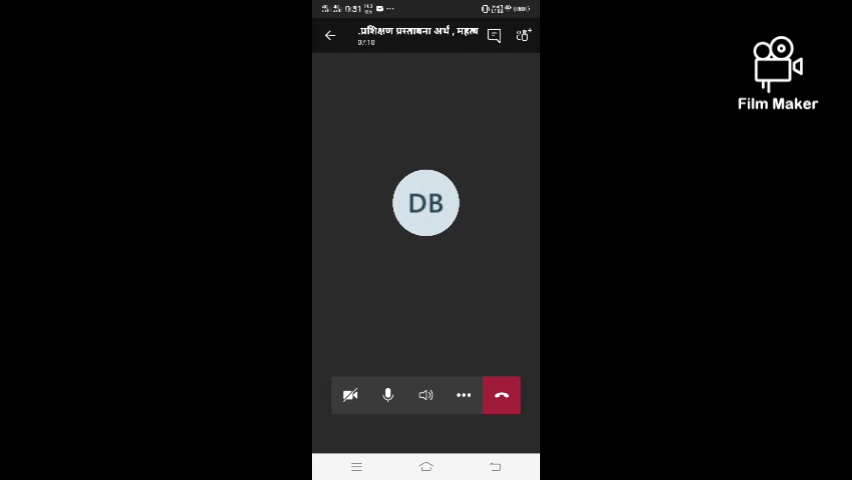 .प्रशिक्षण प्रस्तावना अर्थ , महत्व
DB
Film Maker